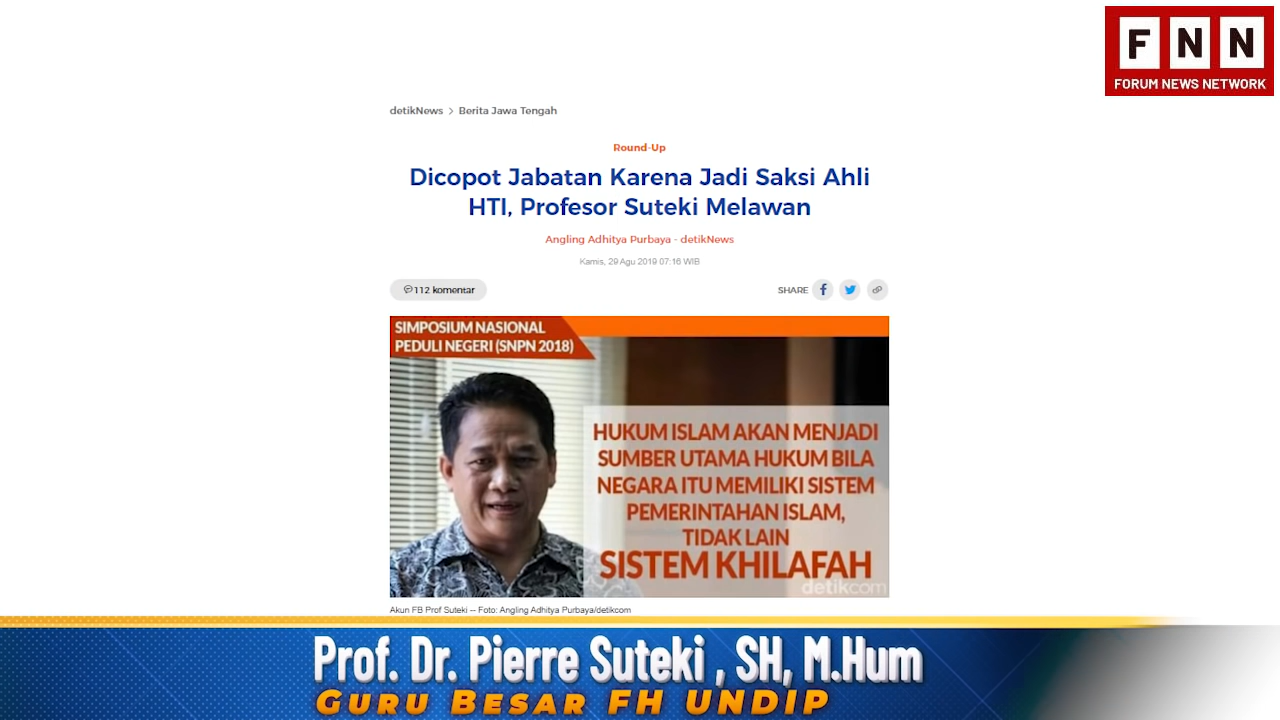 F N N
FORUM NEWS NETWORK
detikNews > Berita Jawa Tengah
Round-Up
Dicopot Jabatan Karena Jadi Saksi Ahli
HTI, Profesor Suteki Melawan
Angling Adhitya Purbaya - detikNews
Kamis, 29 Agu 2019 07:16 WIB
112 komentar
SHARE
SIMPOSIUM NASIONAL
PEDULI NEGERI (SNPN 2018)
HUKUM ISLAM AKAN MENJADI
SUMBER UTAMA HUKUM BILA
NEGARA ITU MEMILIKI SISTEM
PEMERINTAHAN ISLAM,
TIDAK LAIN
SISTEM KHILAFAH
detikcom
Akun FB Prof Suteki -- Foto: Angling Adhitya Purbaya/detikcom
Prof. Dr. Pierre Suteki , SH, M.Hum
GURU BESAR FH UNDIP